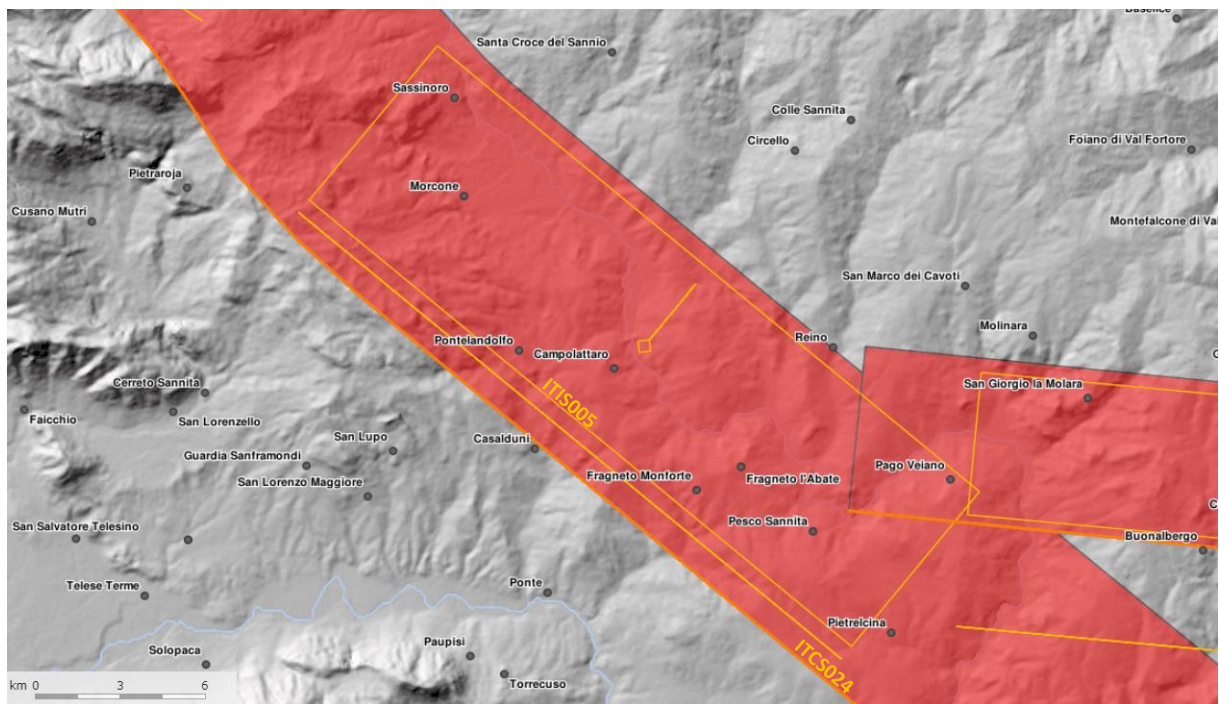 Baselice
Santa Croce del Sannio
Sassinoro
Colle Sannita
Circello
Foiano di Val Fortore
Pietraroja
Morcone
Cusano Mutri
Montefalcone di Val
San Marco dei Cavoti
Molinara
Reino
Pontelandolfo
Campolattaro
San Giorgio la Molara
Cerreto Sannita
Faicchio
San Lorenzello
ITIS005
San Lupo
Casalduni
Guardia Sanframondi
San Lorenzo Maggiore
Fragneto Monforte
Fragneto l'Abate
Pago Veiano
Pesco Sannita
San Salvatore Telesino
Buonalbergo
Telese Terme
Ponte
Pietrelcina
Paupisi
Solopaca
Torrecuso
ITCS024
km 0 3 6